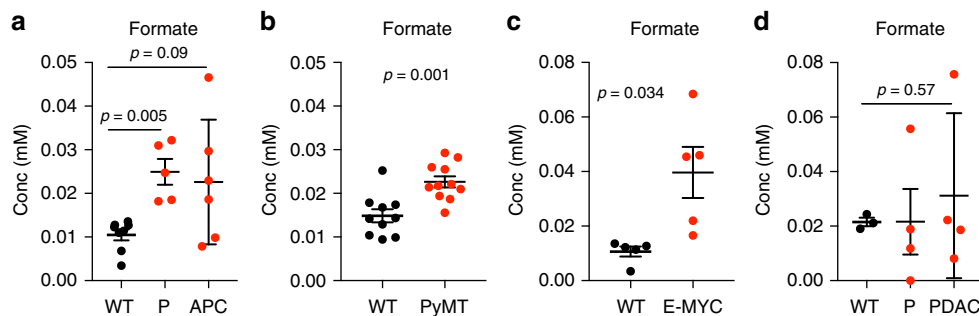 a
Formate
p = 0.09
p = 0.005
Conc (mM)
0.05
0.04
0.03
0.02
0.01
0.00
WT P APC
b
Formate
p = 0.001
Conc (mM)
0.05
0.04
0.03
0.02
0.01
0.00
WT PyMT
c
Formate
p = 0.034
Conc (mM)
0.08
0.06
0.04
0.02
0.00
WT E-MYC
d
Formate
p = 0.57
Conc (mM)
0.08
0.06
0.04
0.02
0.00
WT P PDAC